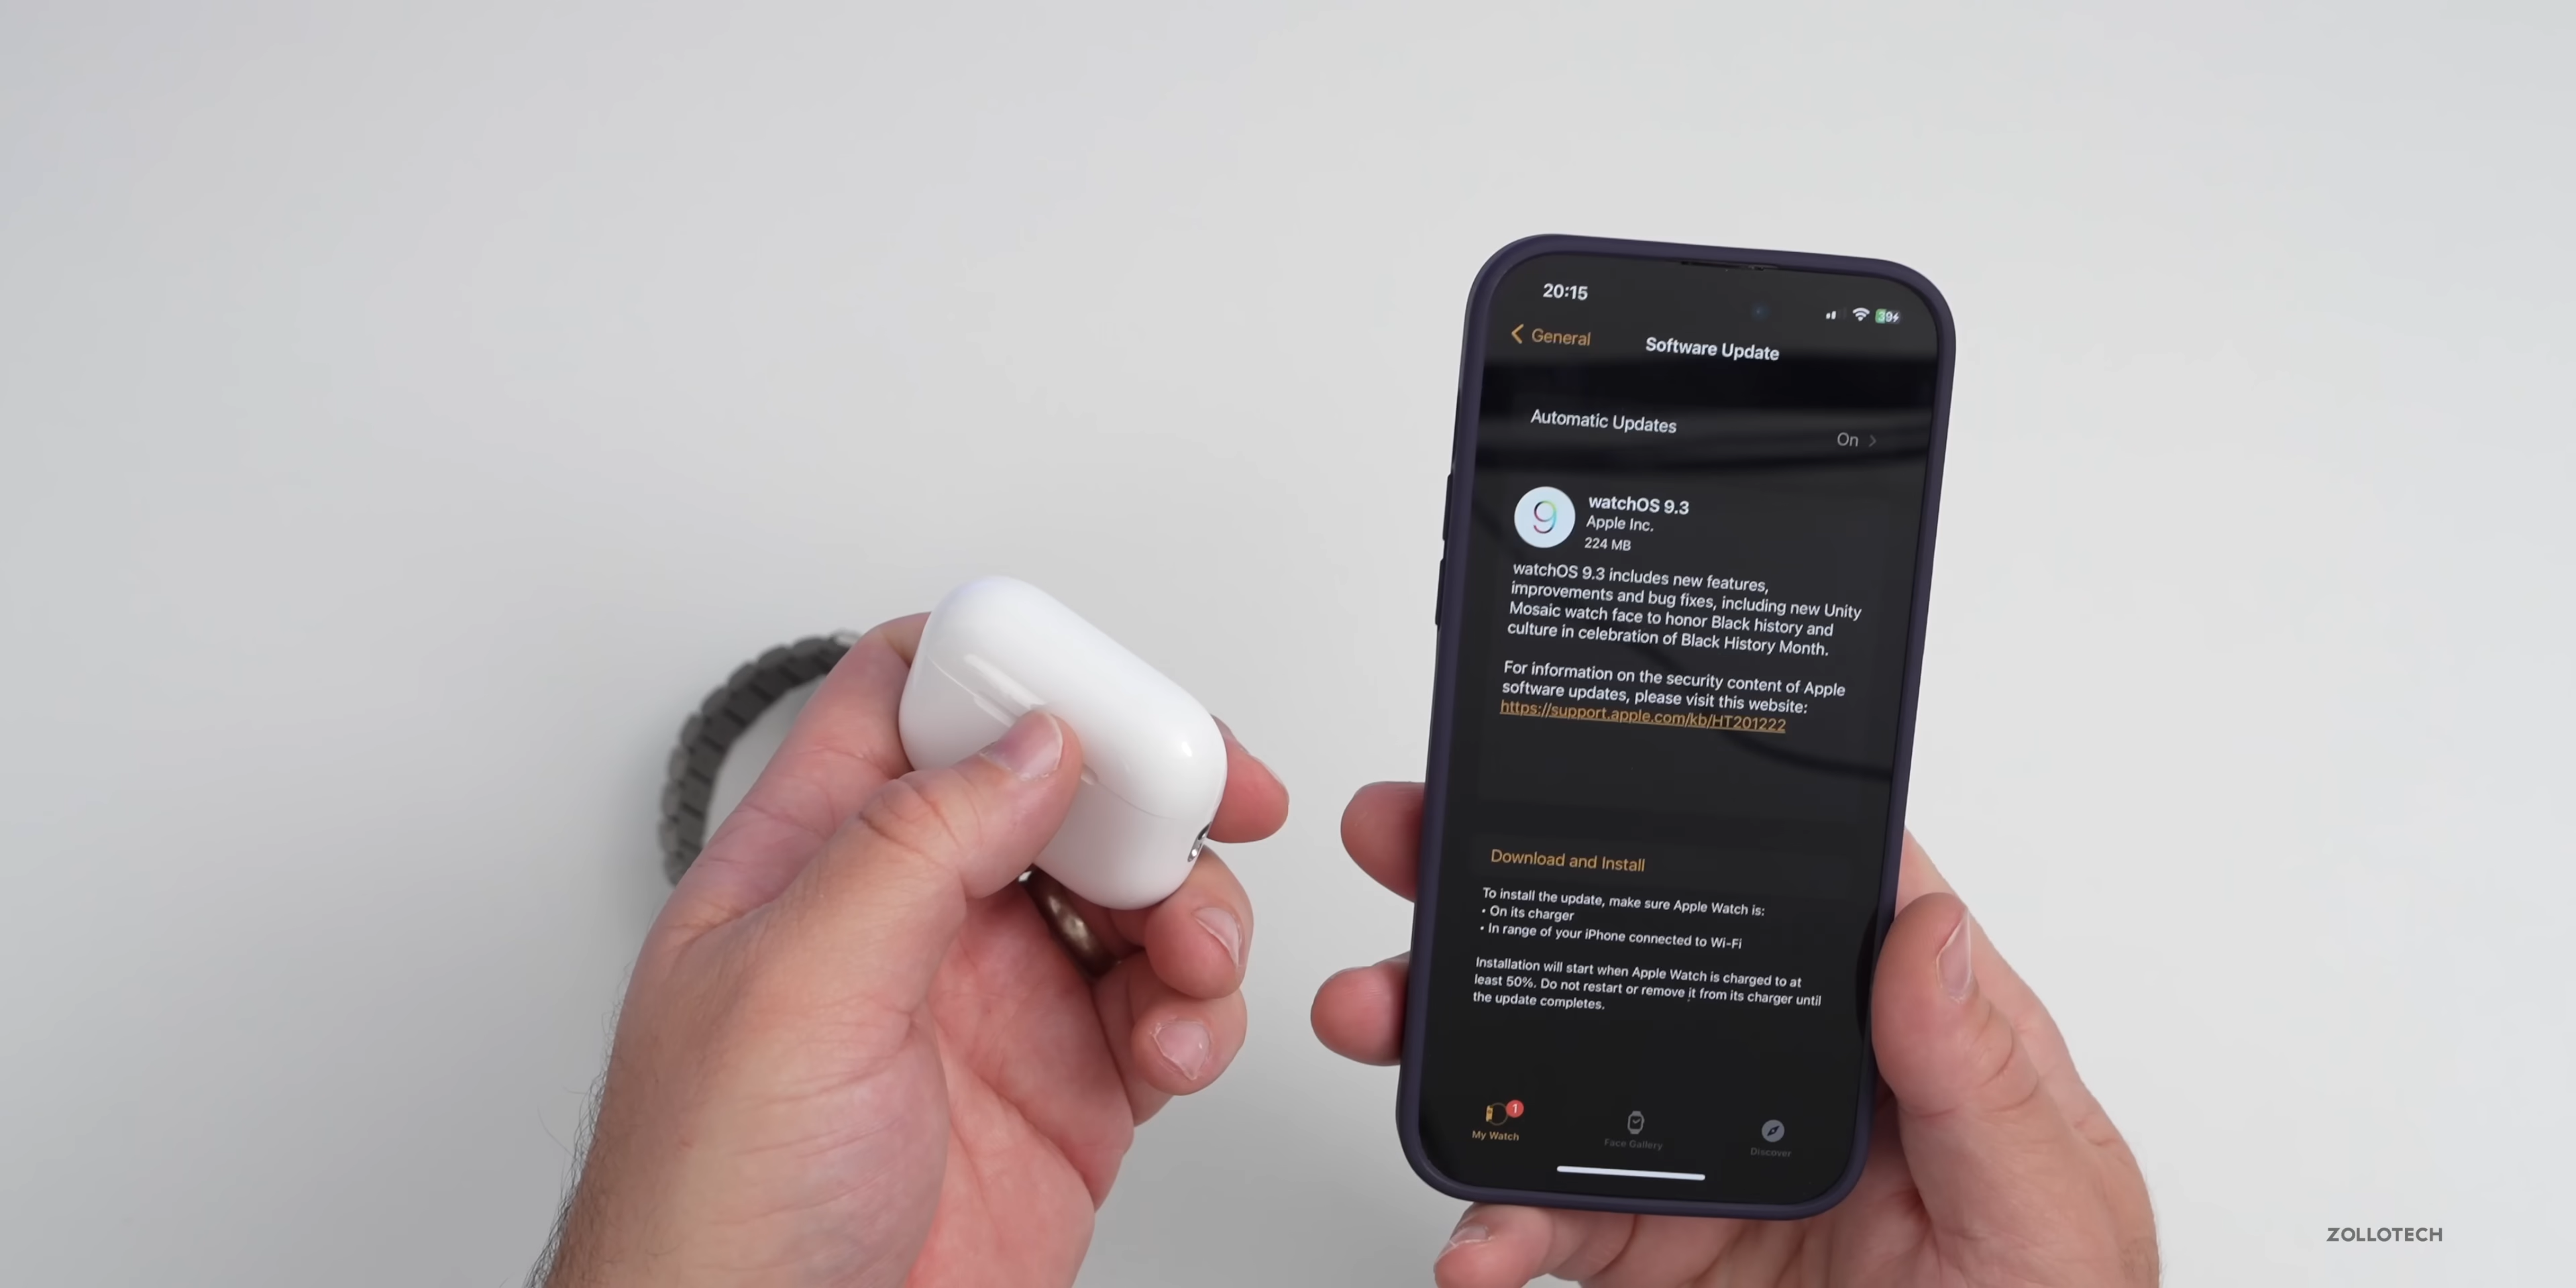 20:15
39
General
Software Update
Automatic Updates
On
9
watchOS 9.3
Apple Inc.
224 MB
watchOS 9.3 includes new features,
improvements and bug fixes, including new Unity
Mosaic watch face to honor Black history and
culture in celebration of Black History Month.
For information on the security content of Apple
software updates, please visit this website:
https://support.apple.com/kb/HT201222
Download and Install
To install the update, make sure Apple Watch is:
• On its charger
• In range of your iPhone connected to Wi-Fi
Installation will start when Apple Watch is charged to at
least 50%. Do not restart or remove it from its charger until
the update completes.
1
My Watch
Face Gallery
Discover
ZOLLOTECH